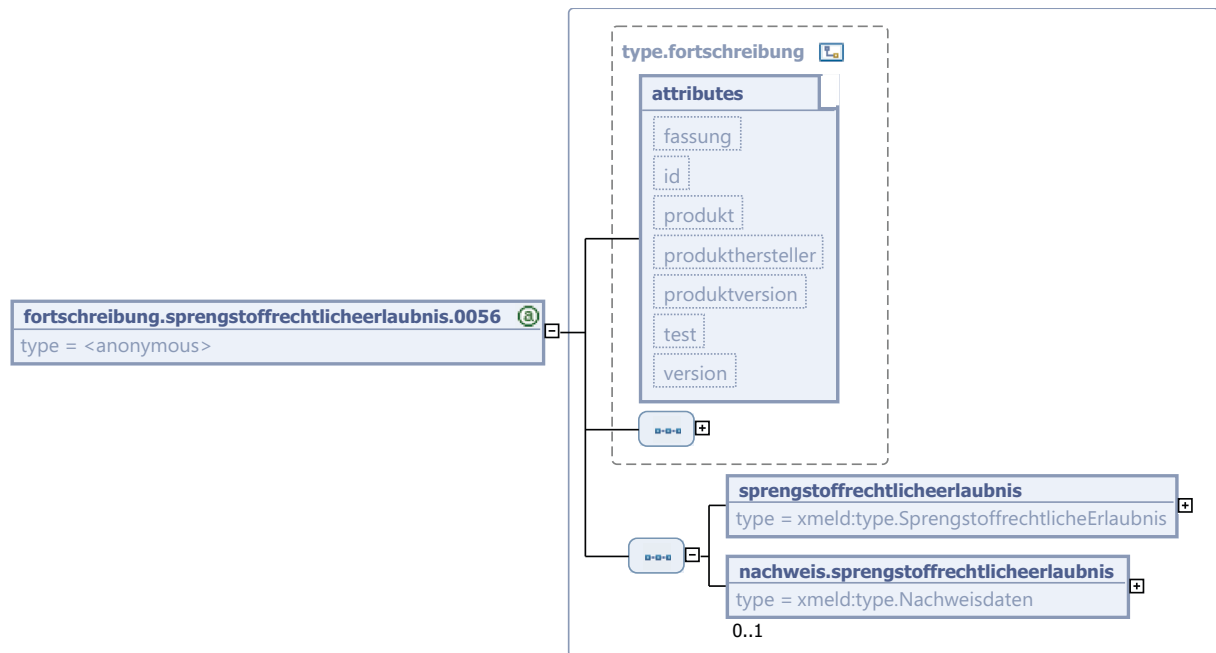 type.fortschreibung
attributes
fassung
id
produkt
produkthersteller
produktversion
test
version
fortschreibung.sprengstoffrechtlicheerlaubnis.0056 @
type = <anonymous>
sprengstoffrechtlicheerlaubnis
type = xmeld:type.SprengstoffrechtlicheErlaubnis
nachweis.sprengstoffrechtlicheerlaubnis
type = xmeld:type.Nachweisdaten
0..1